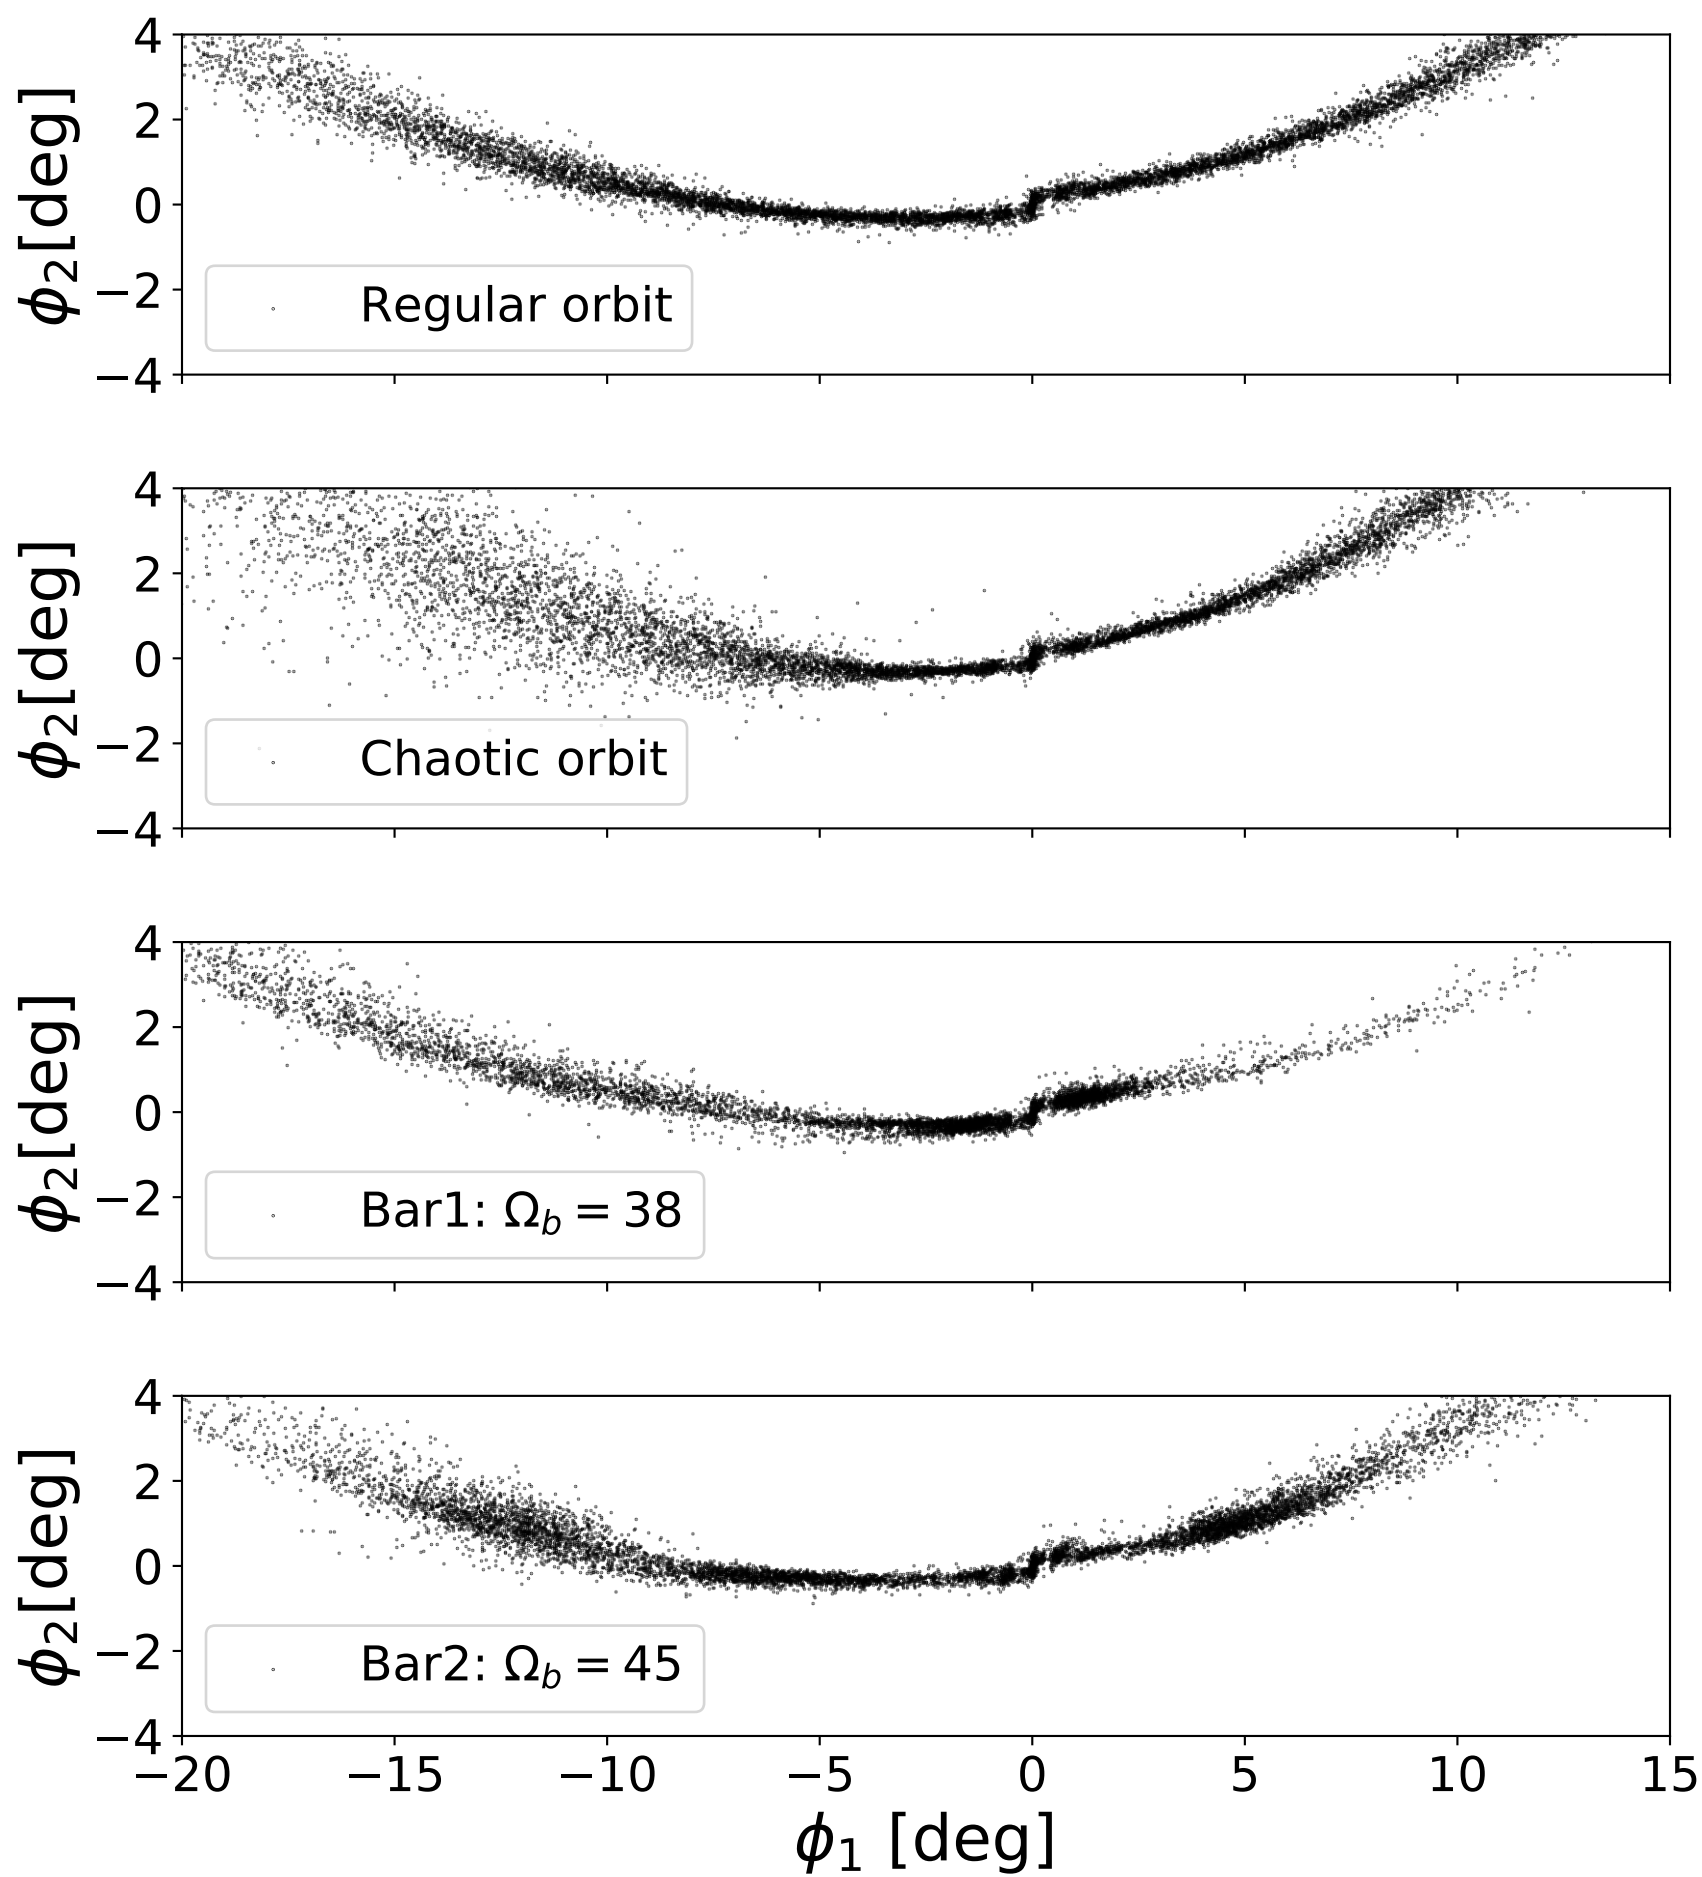 4
2
0
−2
−4
ϕ₂[deg]
Regular orbit
4
2
0
−2
−4
ϕ₂[deg]
Chaotic orbit
4
2
0
−2
−4
ϕ₂[deg]
Bar1: Ω_b = 38
4
2
0
−2
−4
ϕ₂[deg]
Bar2: Ω_b = 45
−20 −15 −10 −5 0 5 10 15
ϕ₁ [deg]